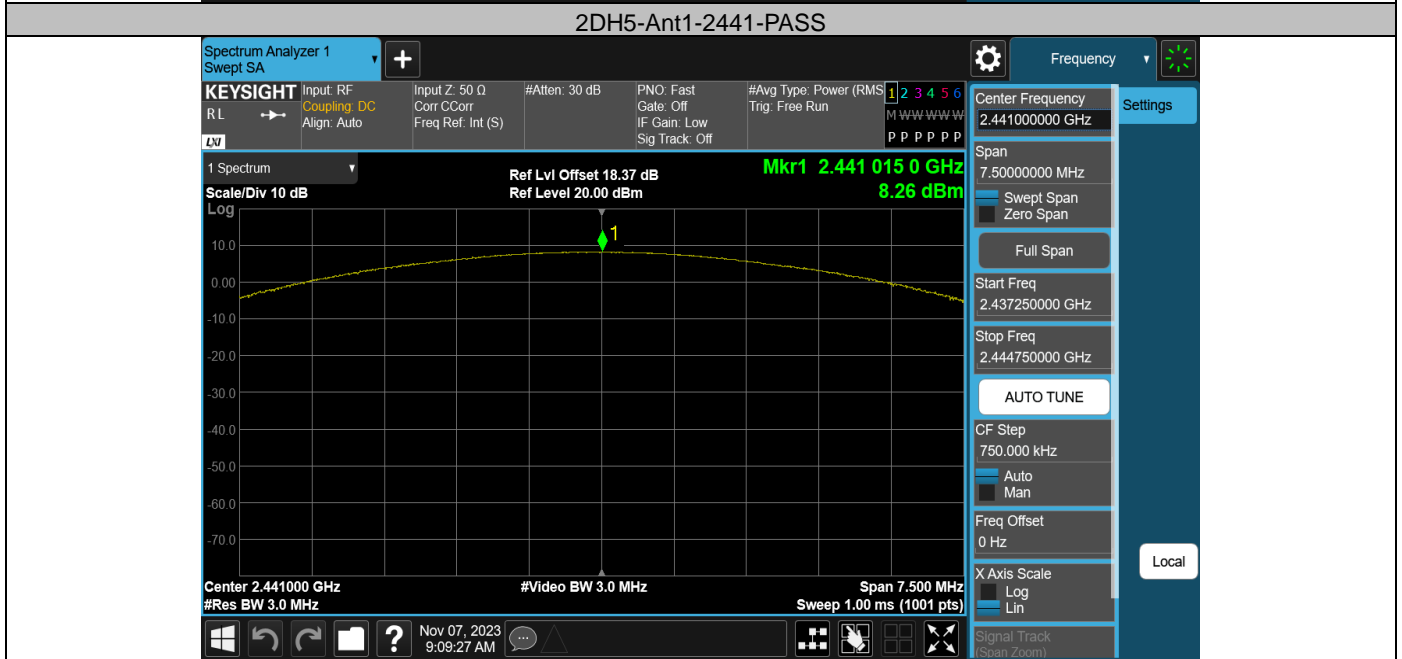 2DH5-Ant1-2441-PASS
Spectrum Analyzer 1
Swept SA
Frequency
KEYSIGHT
R L
LXI
Input: RF
Coupling: DC
Align: Auto
Input Z: 50 Ω
Corr CCorr
Freq Ref: Int (S)
#Atten: 30 dB
PNO: Fast
Gate: Off
IF Gain: Low
Sig Track: Off
#Avg Type: Power (RMS
Trig: Free Run
1 2 3 4 5 6
M W W W W W
P P P P P P
Center Frequency
2.441000000 GHz
Settings
1 Spectrum
Scale/Div 10 dB
Ref Lvl Offset 18.37 dB
Ref Level 20.00 dBm
Mkr1 2.441 015 0 GHz
8.26 dBm
Span
7.50000000 MHz
Swept Span
Zero Span
Log
1
10.0
0.00
-10.0
-20.0
-30.0
-40.0
-50.0
-60.0
-70.0
Full Span
Start Freq
2.437250000 GHz
Stop Freq
2.444750000 GHz
AUTO TUNE
CF Step
750.000 kHz
Auto
Man
Freq Offset
0 Hz
X Axis Scale
Log
Lin
Local
Signal Track
(Span Zoom)
Center 2.441000 GHz
#Video BW 3.0 MHz
Span 7.500 MHz
#Res BW 3.0 MHz
Sweep 1.00 ms (1001 pts)
?
Nov 07, 2023
9:09:27 AM